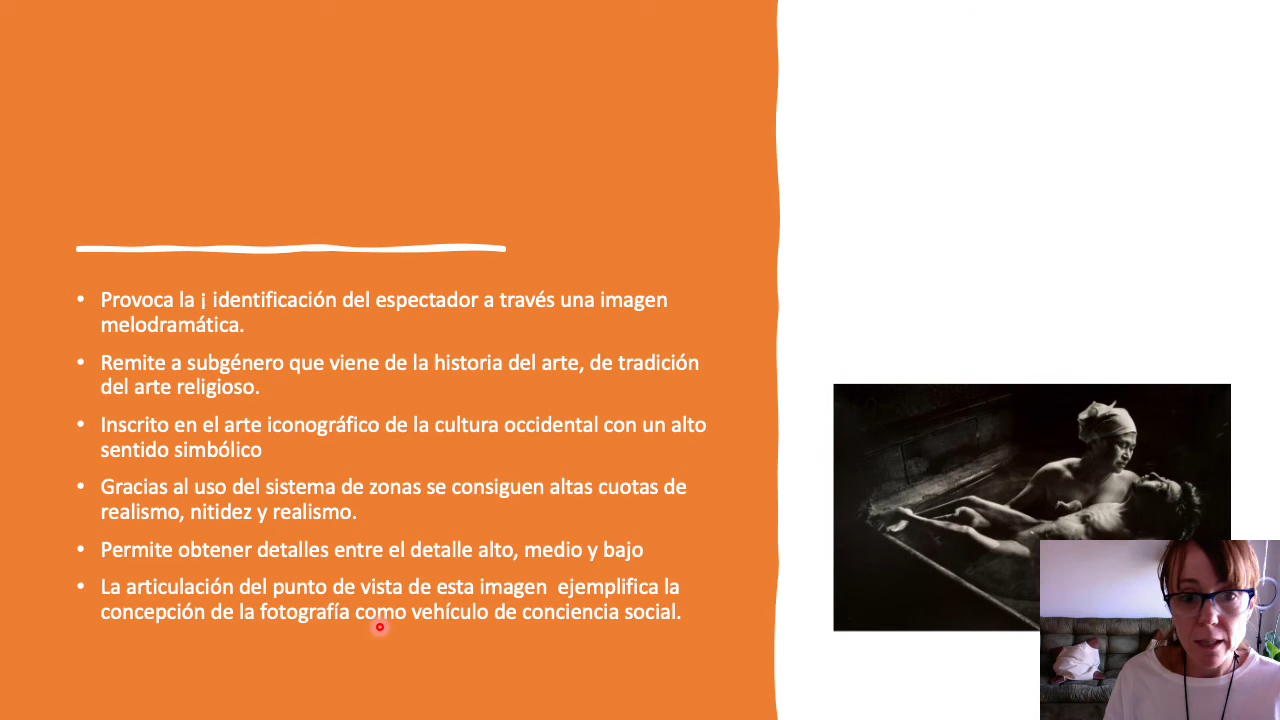 • Provoca la ¡ identificación del espectador a través una imagen
melodramática.
• Remite a subgénero que viene de la historia del arte, de tradición
del arte religioso.
• Inscrito en el arte iconográfico de la cultura occidental con un alto
sentido simbólico
• Gracias al uso del sistema de zonas se consiguen altas cuotas de
realismo, nitidez y realismo.
• Permite obtener detalles entre el detalle alto, medio y bajo
• La articulación del punto de vista de esta imagen  ejemplifica la
concepción de la fotografía como vehículo de conciencia social.